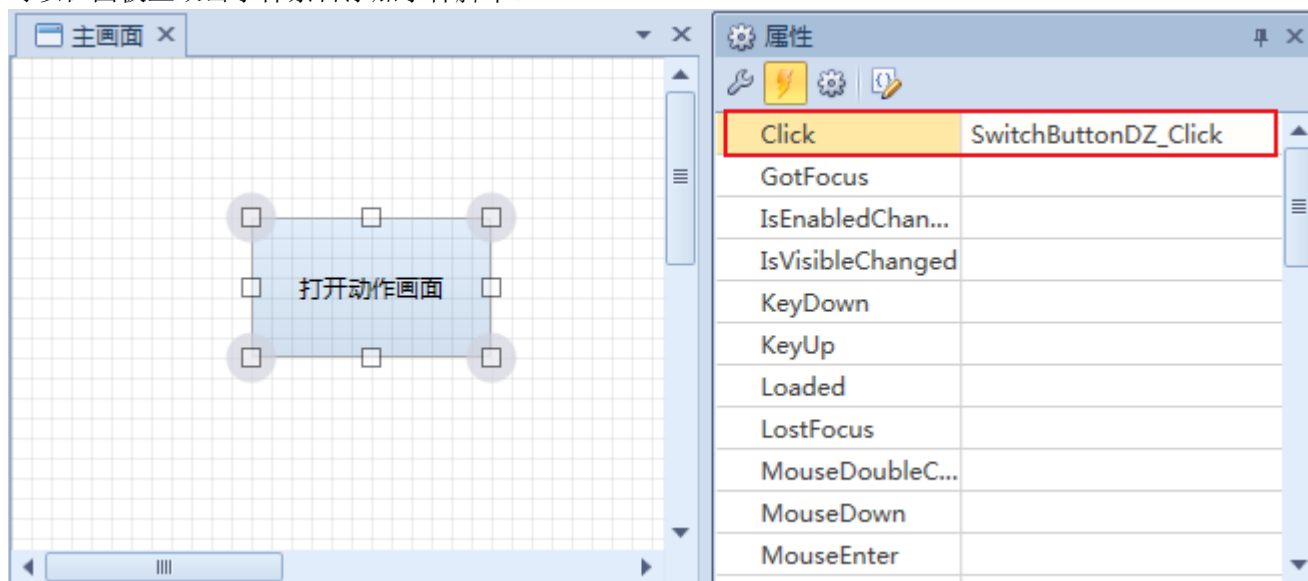 主画面
打开动作画面
属性
Click SwitchButtonDZ_Click
GotFocus
IsEnabledChan...
IsVisibleChanged
KeyDown
KeyUp
Loaded
LostFocus
MouseDoubleC...
MouseDown
MouseEnter